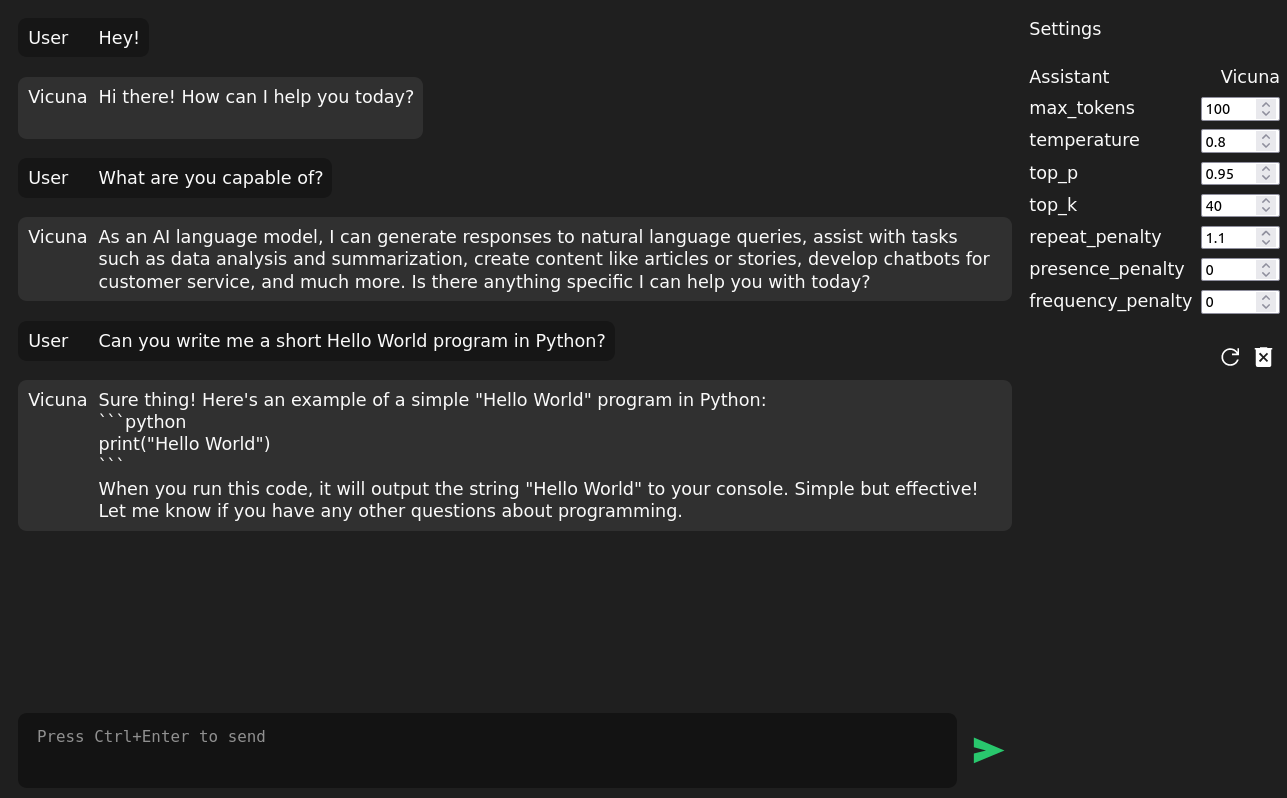 User Hey!
Vicuna Hi there! How can I help you today?
User What are you capable of?
Vicuna As an AI language model, I can generate responses to natural language queries, assist with tasks
such as data analysis and summarization, create content like articles or stories, develop chatbots for
customer service, and much more. Is there anything specific I can help you with today?
User Can you write me a short Hello World program in Python?
Vicuna Sure thing! Here's an example of a simple "Hello World" program in Python:
```python
print("Hello World")
```
When you run this code, it will output the string "Hello World" to your console. Simple but effective!
Let me know if you have any other questions about programming.
Press Ctrl+Enter to send
Settings
Assistant Vicuna
max_tokens 100
temperature 0.8
top_p 0.95
top_k 40
repeat_penalty 1.1
presence_penalty 0
frequency_penalty 0